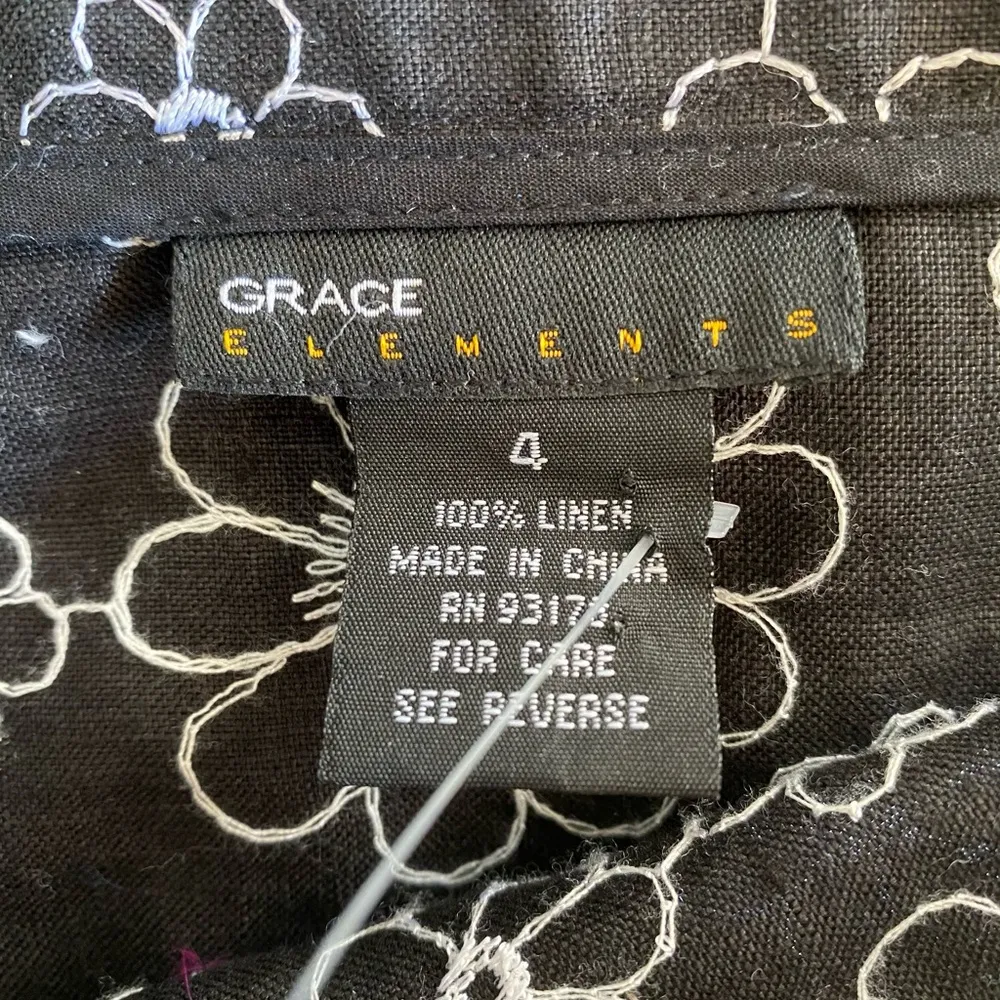 GRACE
ELEMENTS
4
100% LINEN
MADE IN CHINA
RN
FOR CARE
SEE REVERSE